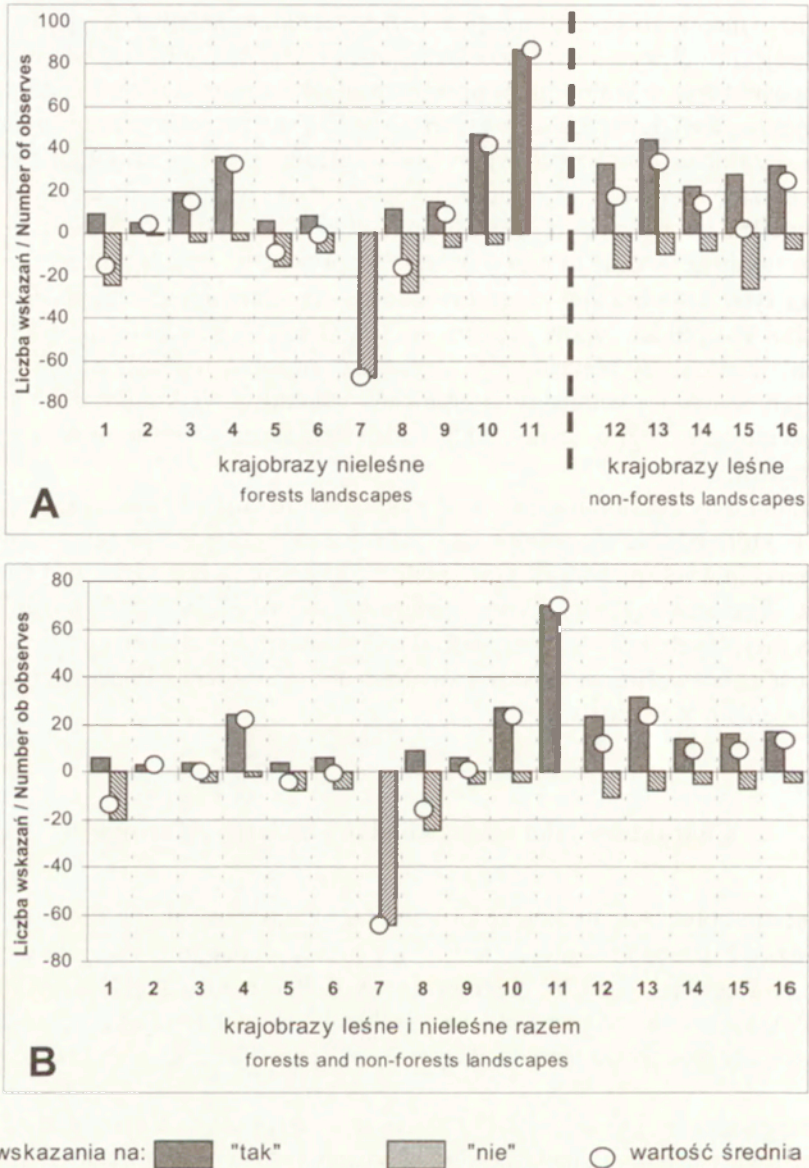 Liczba wskazań / Number of observes
100
80
60
40
20
0
-20
-40
-60
-80
1 2 3 4 5 6 7 8 9 10 11 12 13 14 15 16
krajobrazy nieleśne krajobrazy leśne
forests landscapes non-forests landscapes
A
Liczba wskazań / Number ob observes
80
60
40
20
0
-20
-40
-60
-80
1 2 3 4 5 6 7 8 9 10 11 12 13 14 15 16
krajobrazy leśne i nieleśne razem
forests and non-forests landscapes
B
wskazania na: "tak" "nie" wartość średnia